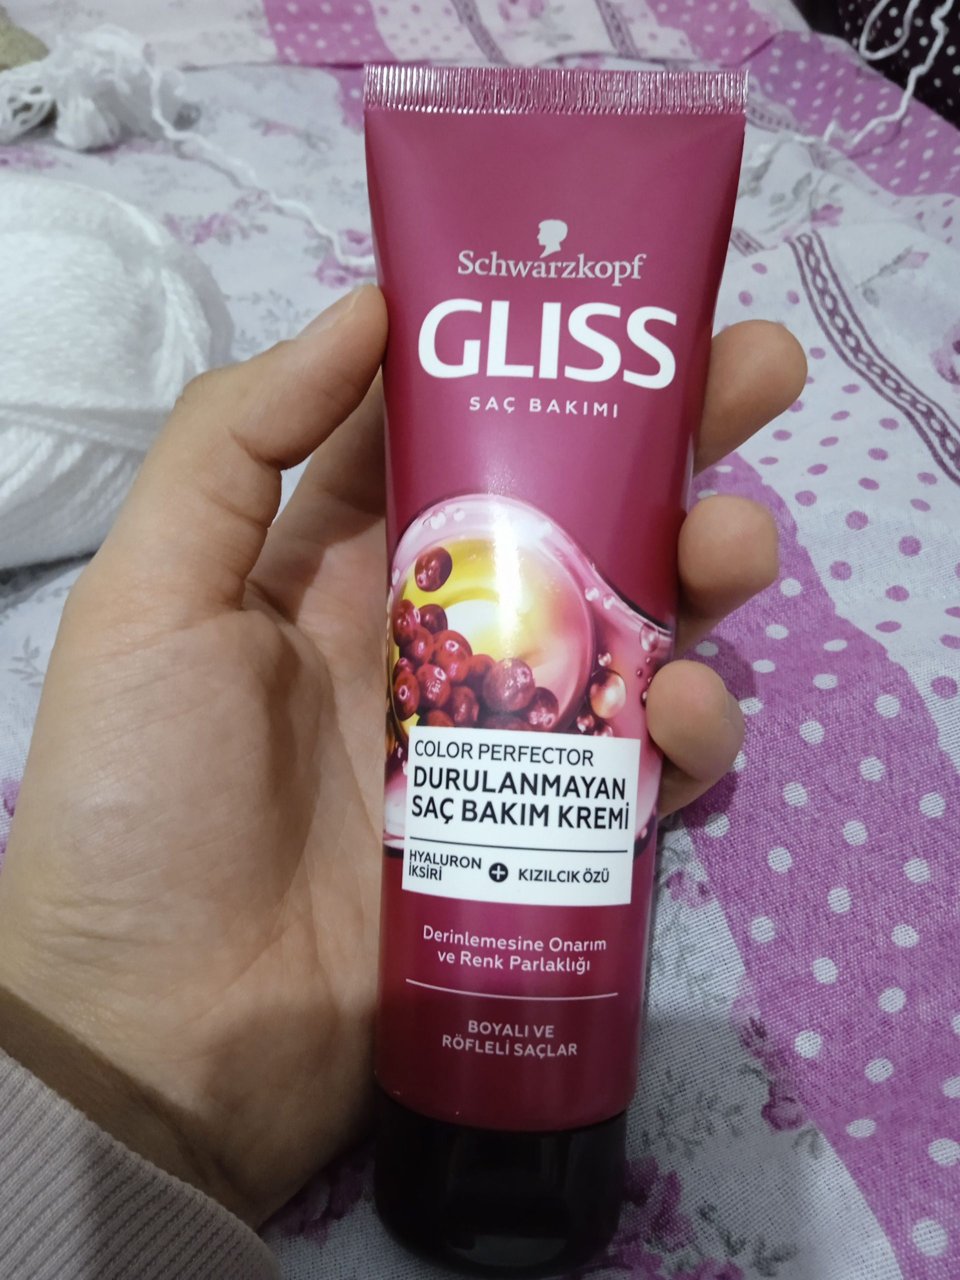 Schwarzkopf
GLISS
SAÇ BAKIMI
COLOR PERFECTOR
DURULANMAYAN
SAÇ BAKIM KREMİ
HYALURON
İKSİRİ + KIZILCIK ÖZÜ
Derinlemesine Onarım
ve Renk Parlaklığı
BOYALI VE
RÖFLELİ SAÇLAR